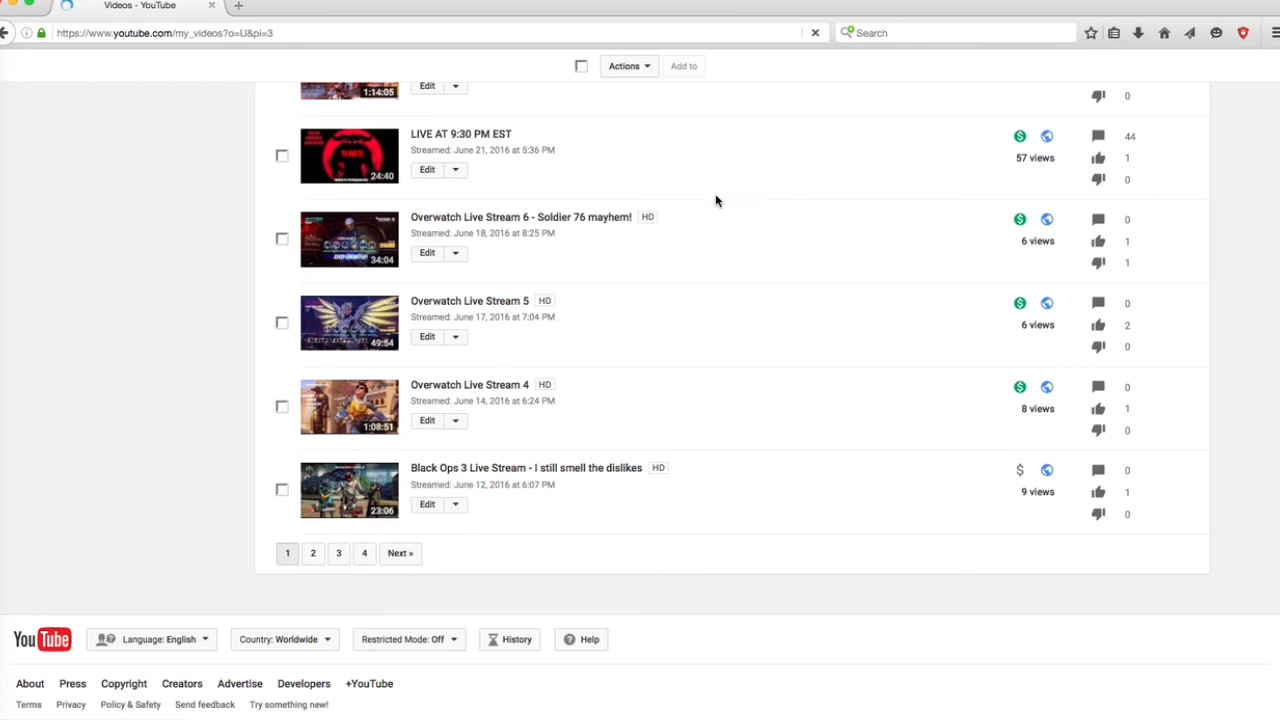 Videos - YouTube
https://www.youtube.com/my_videos?o=U&pi=3
Search
Actions
Add to
1:14:05
Edit
0
LIVE AT 9:30 PM EST
Streamed: June 21, 2016 at 5:36 PM
Edit
24:40
57 views
44
1
0
Overwatch Live Stream 6 - Soldier 76 mayhem! HD
Streamed: June 18, 2016 at 8:25 PM
Edit
34:04
6 views
0
1
1
Overwatch Live Stream 5 HD
Streamed: June 17, 2016 at 7:04 PM
Edit
49:54
6 views
0
2
0
Overwatch Live Stream 4 HD
Streamed: June 14, 2016 at 6:24 PM
Edit
1:08:51
8 views
0
1
0
Black Ops 3 Live Stream - I still smell the dislikes HD
Streamed: June 12, 2016 at 6:07 PM
Edit
23:06
9 views
0
1
0
1 2 3 4 Next »
YouTube Language: English Country: Worldwide Restricted Mode: Off History Help
About Press Copyright Creators Advertise Developers +YouTube
Terms Privacy Policy & Safety Send feedback Try something new!